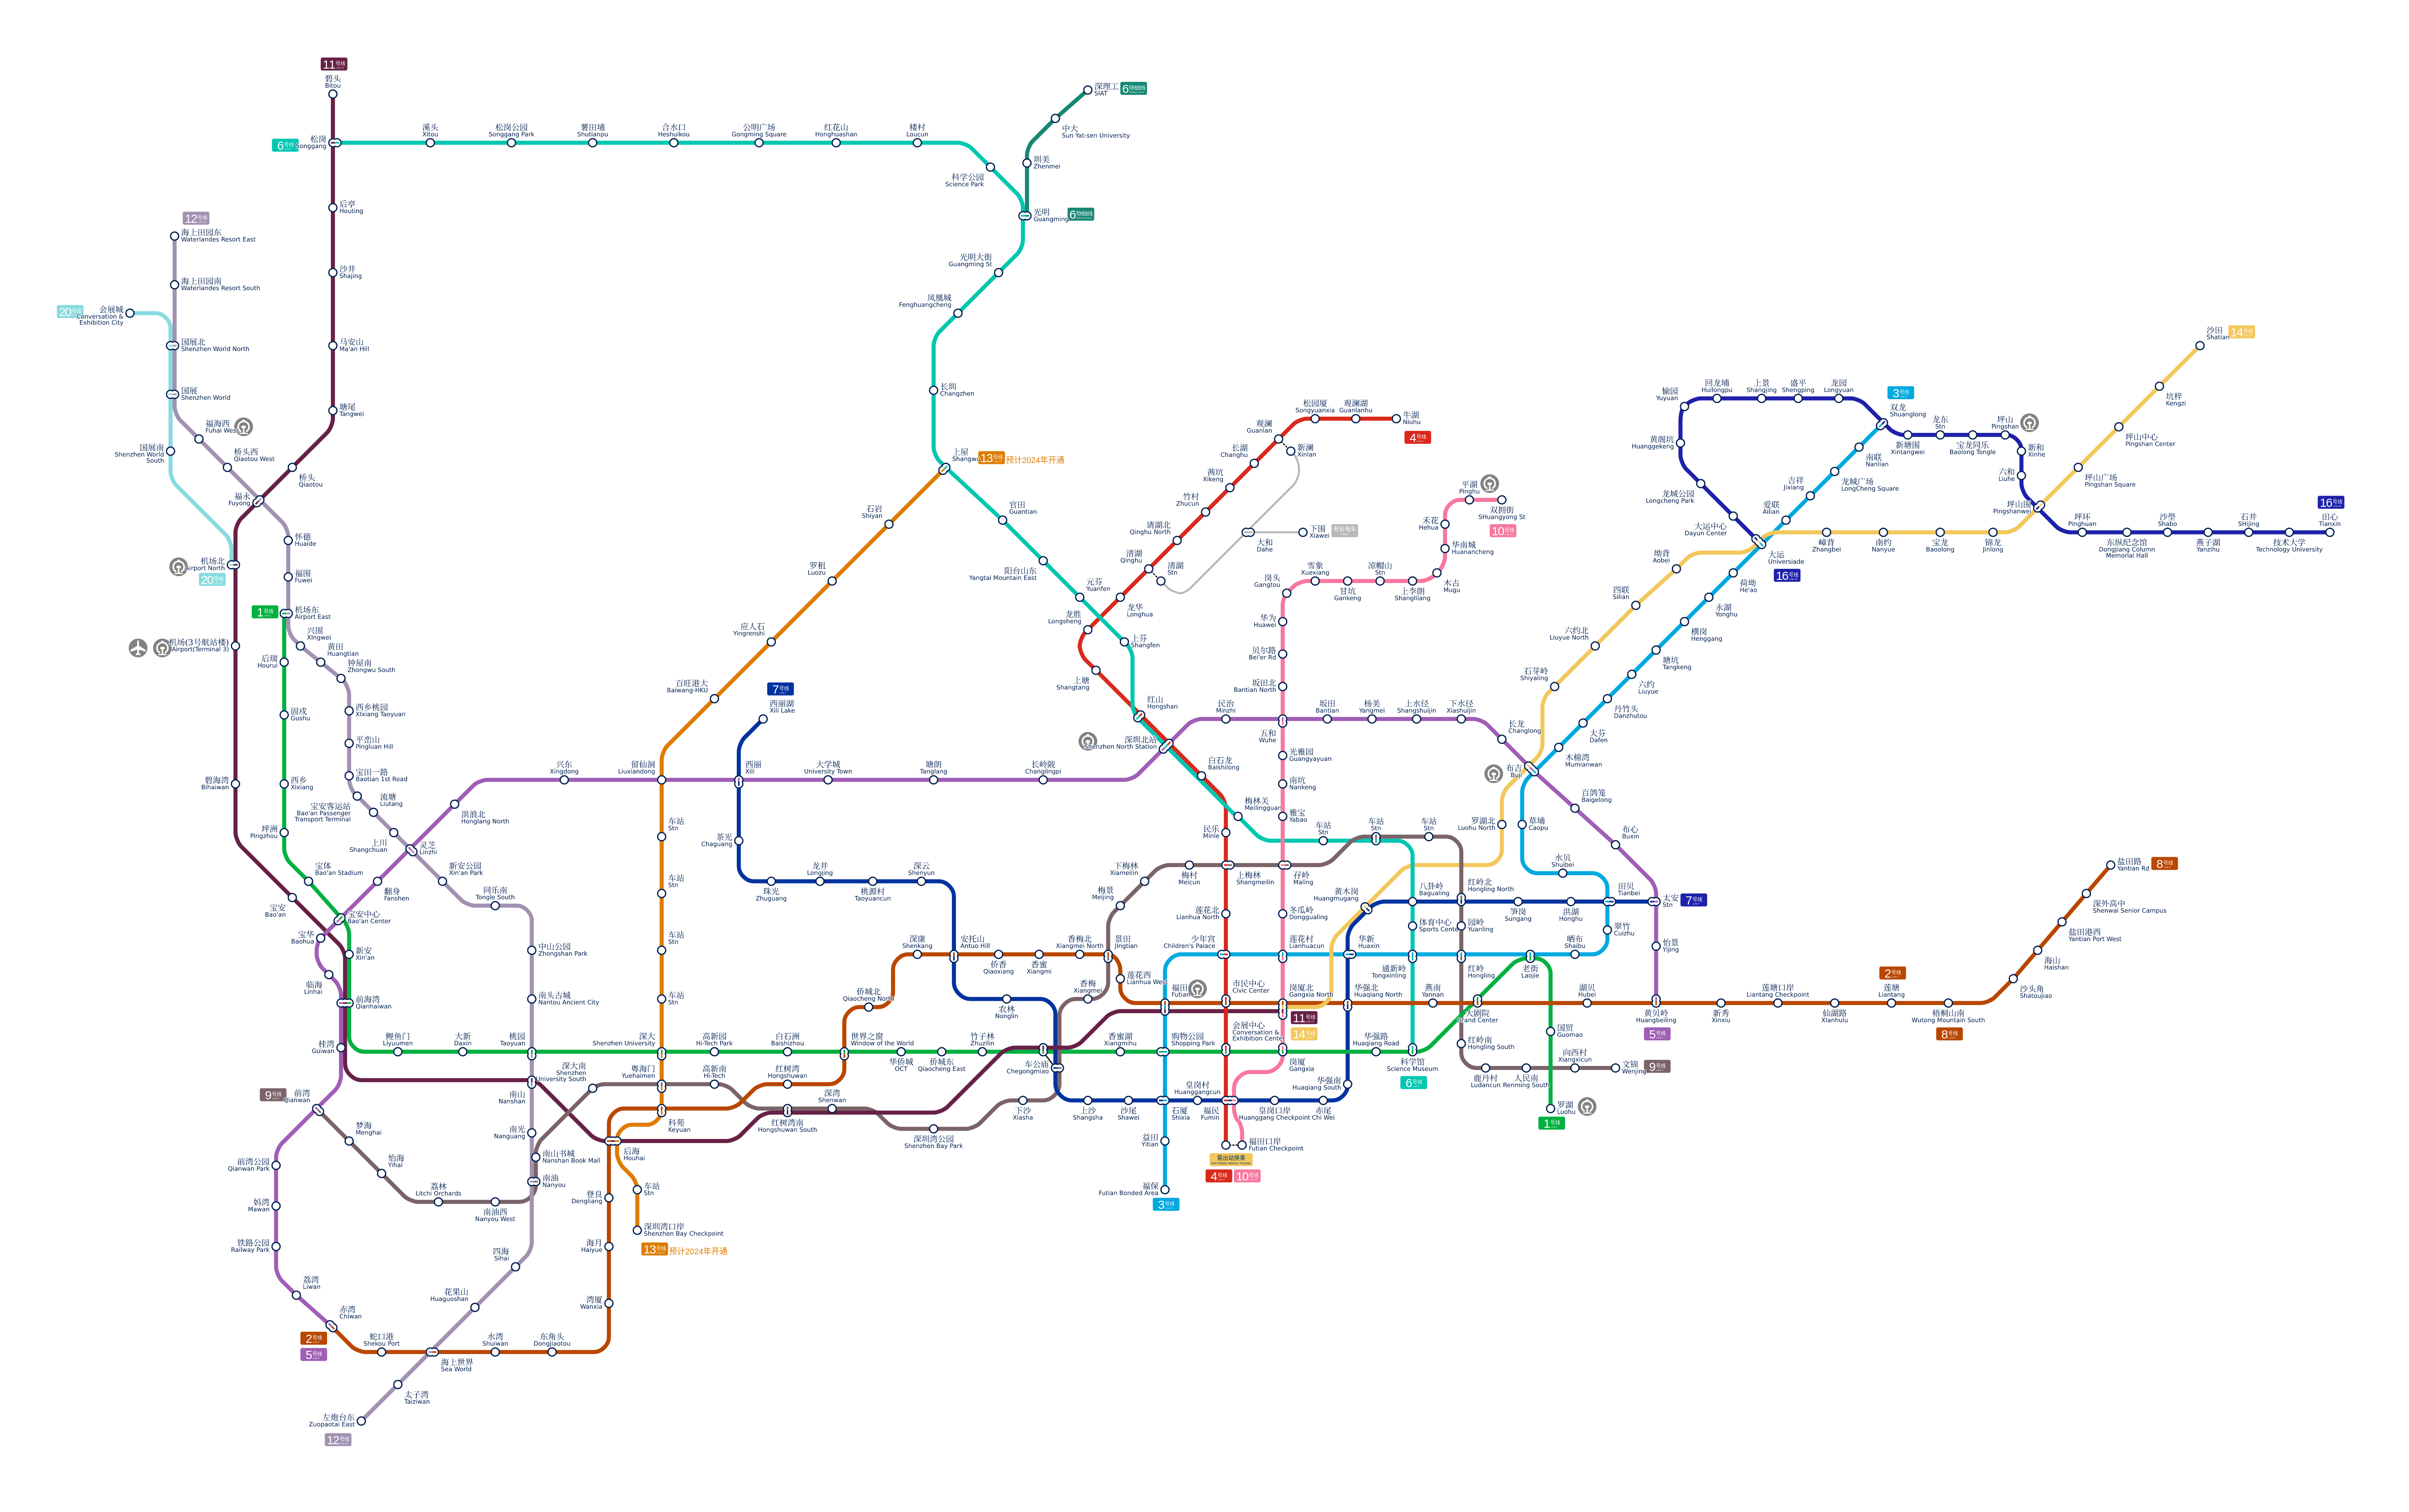 11号线
碧头
Bitou
深理工
SIAT
6号线支线
中大
Sun Yat-sen University
圳美
Zhenmei
6号线
松岗
Songgang
溪头
Xitou
松岗公园
Songgang Park
薯田埔
Shutianpu
合水口
Heshuikou
公明广场
Gongming Square
红花山
Honghuashan
楼村
Loucun
科学公园
Science Park
光明
Guangming
6号线支线
光明大街
Guangming St
凤凰城
Fenghuangcheng
长圳
Changzhen
上屋
Shangwu
13号线 预计2024年开通
官田
Guantian
阳台山东
Yangtai Mountain East
元芬
Yuanfen
上芬
Shangfen
红山
Hongshan
深圳北站
Shenzhen North Station
梅林关
Meilingguan
后亭
Houting
沙井
Shajing
马安山
Ma'an Hill
塘尾
Tangwei
桥头
Qiaotou
福永
Fuyong
12号线
海上田园东
Waterlandes Resort East
海上田园南
Waterlandes Resort South
20号线
会展城
Conversation &
Exhibition City
国展北
Shenzhen World North
国展
Shenzhen World
国展南
Shenzhen World
South
福海西
Fuhai West
桥头西
Qiaotou West
怀德
Huaide
福围
Fuwei
机场北
Airport North
20号线
1号线
机场东
Airport East
兴围
Xingwei
黄田
Huangtian
钟屋南
Zhongwu South
机场(3号航站楼)
Airport(Terminal 3)
后瑞
Hourui
固戍
Gushu
西乡
Xixiang
坪洲
Pingzhou
西乡桃园
Xixiang Taoyuan
平峦山
Pingluan Hill
宝田一路
Baotian 1st Road
流塘
Liutang
宝安客运站
Bao'an Passenger
Transport Terminal
上川
Shangchuan
灵芝
Linzhi
新安公园
Xin'an Park
同乐南
Tongle South
碧海湾
Bihaiwan
宝体
Bao'an Stadium
宝安
Bao'an
宝安中心
Bao'an Center
翻身
Fanshen
洪浪北
Honglang North
兴东
Xingdong
留仙洞
Liuxiandong
西丽
Xili
大学城
University Town
塘朗
Tanglang
长岭陂
Changlingpi
宝华
Baohua
新安
Xin'an
临海
Linhai
前海湾
Qianhaiwan
石岩
Shiyan
罗租
Luozu
应人石
Yingrenshi
百旺港大
Baiwang-HKU
7号线
西丽湖
Xili Lake
茶光
Chaguang
珠光
Zhuguang
龙井
Longjing
桃源村
Taoyuancun
深云
Shenyun
车站
Stn
车站
Stn
车站
Stn
车站
Stn
4号线
牛湖
Niuhu
观澜湖
Guanlanhu
松园厦
Songyuanxia
观澜
Guanlan
新澜
Xinlan
长湖
Changhu
茜坑
Xikeng
竹村
Zhucun
清湖北
Qinghu North
清湖
Qinghu
清湖
Stn
大和
Dahe
下围
Xiawei
有轨电车
龙华
Longhua
龙胜
Longsheng
上塘
Shangtang
白石龙
Baishilong
民乐
Minle
10号线
平湖
Pinghu
双拥街
SHuangyong St
禾花
Hehua
华南城
Huanancheng
木古
Mugu
上李朗
Shanglilang
凉帽山
Stn
甘坑
Gankeng
雪象
Xuexiang
岗头
Gangtou
华为
Huawei
贝尔路
Bei'er Rd
坂田北
Bantian North
民治
Minzhi
五和
Wuhe
坂田
Bantian
杨美
Yangmei
上水径
Shangshuijin
下水径
Xiashuijin
长龙
Changlong
布吉
Buji
光雅园
Guangyayuan
南坑
Nankeng
雅宝
Yabao
愉园
Yuyuan
回龙埔
Huilongpu
上景
Shangjing
盛平
Shengping
龙园
Longyuan
3号线
双龙
Shuanglong
新塘围
Xintangwei
龙东
Stn
宝龙同乐
Baolong Tongle
坪山
Pingshan
新和
Xinhe
六和
Liuhe
坪山围
Pingshanwei
黄阁坑
Huanggekeng
龙城公园
Longcheng Park
大运中心
Dayun Center
大运
Universiade
16号线
南联
Nanlian
龙城广场
LongCheng Square
吉祥
Jixiang
爱联
Ailian
荷坳
He'ao
永湖
Yonghu
横岗
Henggang
塘坑
Tangkeng
六约
Liuyue
丹竹头
Danzhutou
大芬
Dafen
木棉湾
Mumianwan
14号线
沙田
Shatian
坑梓
Kengzi
坪山中心
Pingshan Center
坪山广场
Pingshan Square
嶂背
Zhangbei
南约
Nanyue
宝龙
Baoolong
锦龙
Jinlong
坪环
Pinghuan
东纵纪念馆
Dongjiang Column
Memorial Hall
沙壆
Shabo
燕子湖
Yanzihu
石井
SHijing
技术大学
Technology University
田心
Tianxin
16号线
坳背
Aobei
四联
Silian
六约北
Liuyue North
石芽岭
Shiyaling
百鸽笼
Baigelong
布心
Buxin
罗湖北
Luohu North
草埔
Caopu
水贝
Shuibei
田贝
Tianbei
太安
Stn
7号线
翠竹
Cuizhu
怡景
Yijing
晒布
Shaibu
车站
Stn
车站
Stn
车站
Stn
下梅林
Xiameilin
梅村
Meicun
上梅林
Shangmeilin
孖岭
Maling
梅景
Meijing
黄木岗
Huangmugang
八卦岭
Bagualing
红岭北
Hongling North
笋岗
Sungang
洪湖
Honghu
体育中心
Sports Center
园岭
Yuanling
莲花北
Lianhua North
冬瓜岭
Donggualing
深康
Shenkang
安托山
Antuo Hill
侨香
Qiaoxiang
香蜜
Xiangmi
香梅北
Xiangmei North
景田
JIngtian
莲花西
Lianhua West
少年宫
Children's Palace
莲花村
Lianhuacun
华新
Huaxin
通新岭
Tongxinling
红岭
Hongling
老街
Laojie
侨城北
Qiaocheng North
农林
Nonglin
香梅
Xiangmei
福田
Futian
市民中心
Civic Center
岗厦北
Gangxia North
11号线
14号线
华强北
Huaqiang North
燕南
Yannan
大剧院
Grand Center
湖贝
Hubei
黄贝岭
Huangbeiling
5号线
新秀
Xinxiu
莲塘口岸
Liantang Checkpoint
仙湖路
Xianhulu
2号线
莲塘
Liantang
梧桐山南
Wutong Mountain South
8号线
沙头角
Shatoujiao
海山
Haishan
盐田港西
Yantian Port West
深外高中
Shenwai Senior Campus
盐田路
Yantian Rd
8号线
中山公园
Zhongshan Park
南头古城
Nantou Ancient City
桂湾
Guiwan
鲤鱼门
Liyuumen
大新
Daxin
桃园
Taoyuan
深大
Shenzhen University
高新园
Hi-Tech Park
白石洲
Baishizhou
世界之窗
Window of the World
华侨城
OCT
侨城东
Qiaocheng East
竹子林
Zhuzilin
车公庙
Chegongmiao
香蜜湖
Xiangmihu
购物公园
Shopping Park
会展中心
Conversation &
Exhibition Center
岗厦
Gangxia
华强路
Huaqiang Road
科学馆
Science Museum
6号线
国贸
Guomao
罗湖
Luohu
1号线
红岭南
Hongling South
鹿丹村
Ludancun
人民南
Renming South
向西村
Xiangxicun
文锦
Wenjing
9号线
深大南
Shenzhen
University South
粤海门
Yuehaimen
高新南
Hi-Tech
红树湾
Hongshuwan
深湾
Shenwan
9号线
前湾
Qianwan
梦海
Menghai
怡海
Yihai
荔林
Litchi Orchards
南油西
Nanyou West
南油
Nanyou
南山
Nanshan
南光
Nanguang
南山书城
Nanshan Book Mall
科苑
Keyuan
后海
Houhai
红树湾南
Hongshuwan South
深圳湾公园
Shenzhen Bay Park
下沙
Xiasha
上沙
Shangsha
沙尾
Shawei
石厦
Shixia
皇岗村
Huanggangcun
福民
Fumin
皇岗口岸
Huanggang Checkpoint
赤尾
Chi Wei
华强南
Huaqiang South
益田
Yitian
福保
Futian Bonded Area
3号线
福田口岸
Futian Checkpoint
需出站换乘
4号线
10号线
前湾公园
Qianwan Park
妈湾
Mawan
铁路公园
Railway Park
荔湾
Liwan
赤湾
Chiwan
2号线
5号线
登良
Dengliang
海月
Haiyue
湾厦
Wanxia
车站
Stn
深圳湾口岸
Shenzhen Bay Checkpoint
13号线 预计2024年开通
四海
Sihai
花果山
Huaguoshan
蛇口港
Shekou Port
海上世界
Sea World
水湾
Shuiwan
东角头
Dongjiaotou
太子湾
Taiziwan
左炮台东
Zuopaotai East
12号线